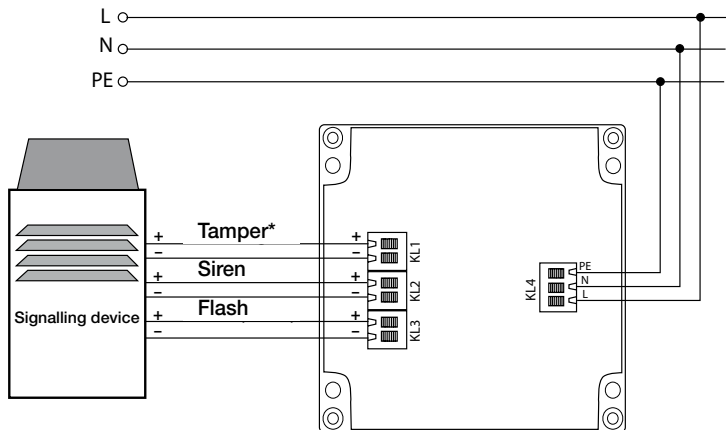 L
N
PE
+ Tamper* +
– –
KL1
+ Siren +
– –
KL2
+ Flash +
– –
KL3
Signalling device
KL4
PE
N
L